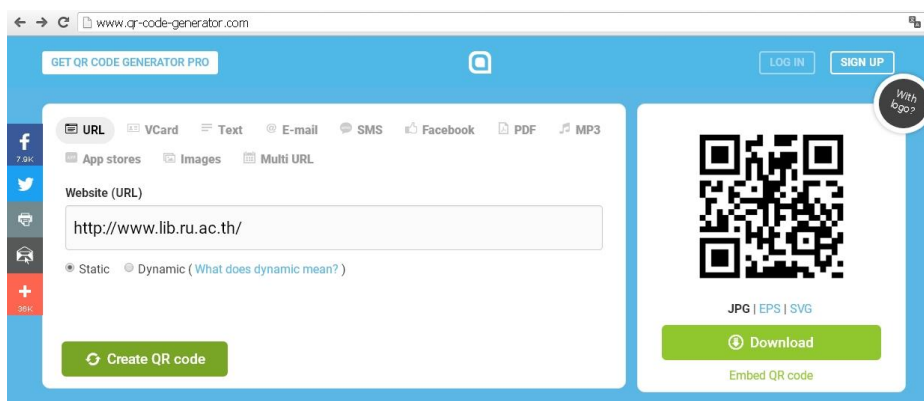 www.qr-code-generator.com
GET QR CODE GENERATOR PRO
LOG IN
SIGN UP
With logo?
URL VCard Text E-mail SMS Facebook PDF MP3
App stores Images Multi URL
Website (URL)
http://www.lib.ru.ac.th/
Static Dynamic ( What does dynamic mean? )
Create QR code
7.9K
JPG | EPS | SVG
Download
Embed QR code